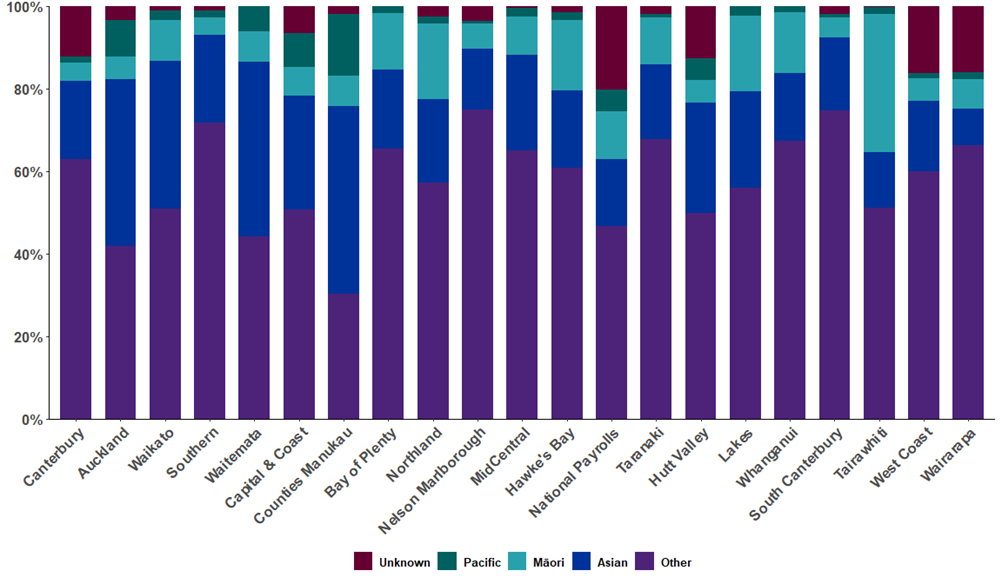 100%
80%
60%
40%
20%
0%
Canterbury
Auckland
Waikato
Southern
Waitemata
Capital & Coast
Counties Manukau
Bay of Plenty
Northland
Nelson Marlborough
MidCentral
Hawke's Bay
National Payrolls
Taranaki
Hutt Valley
Lakes
Whanganui
South Canterbury
Tairawhiti
West Coast
Wairarapa
Unknown Pacific Māori Asian Other